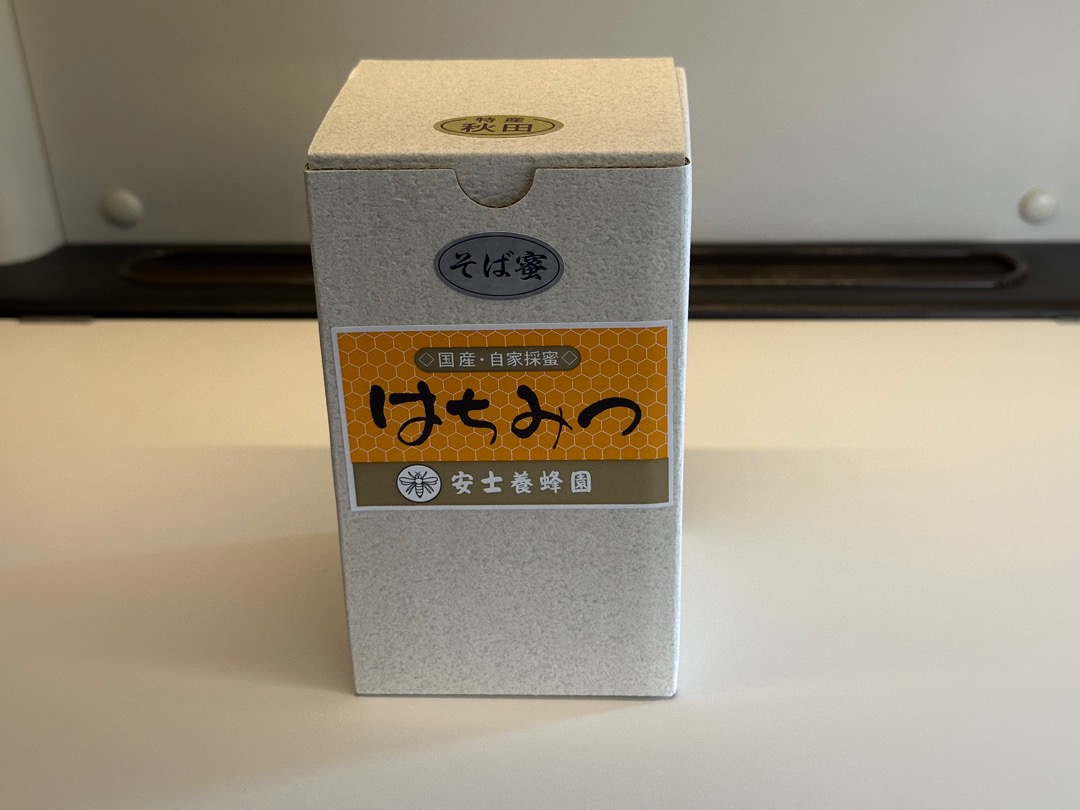 特産
秋田
そば蜜
◇国産・自家採蜜◇
はちみつ
安士養蜂園